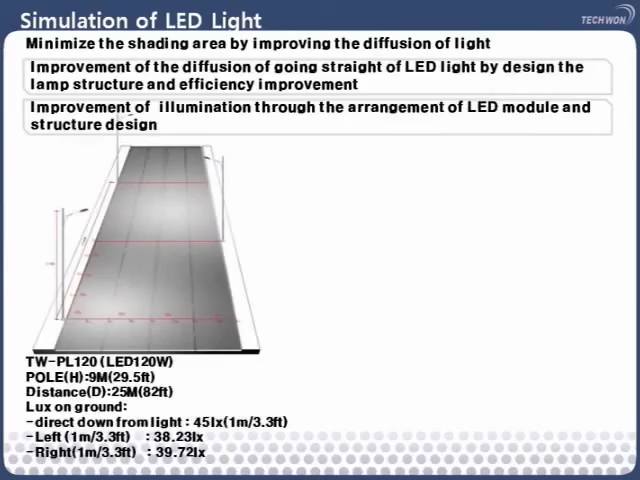 Simulation of LED Light
TECHWON
Minimize the shading area by improving the diffusion of light
Improvement of the diffusion of going straight of LED light by design the
lamp structure and efficiency improvement
Improvement of illumination through the arrangement of LED module and
structure design
TW-PL120 (LED120W)
POLE(H):9M(29.5ft)
Distance(D):25M(82ft)
Lux on ground:
-direct down from light : 45lx(1m/3.3ft)
-Left (1m/3.3ft) : 38.23lx
-Right(1m/3.3ft) : 39.72lx